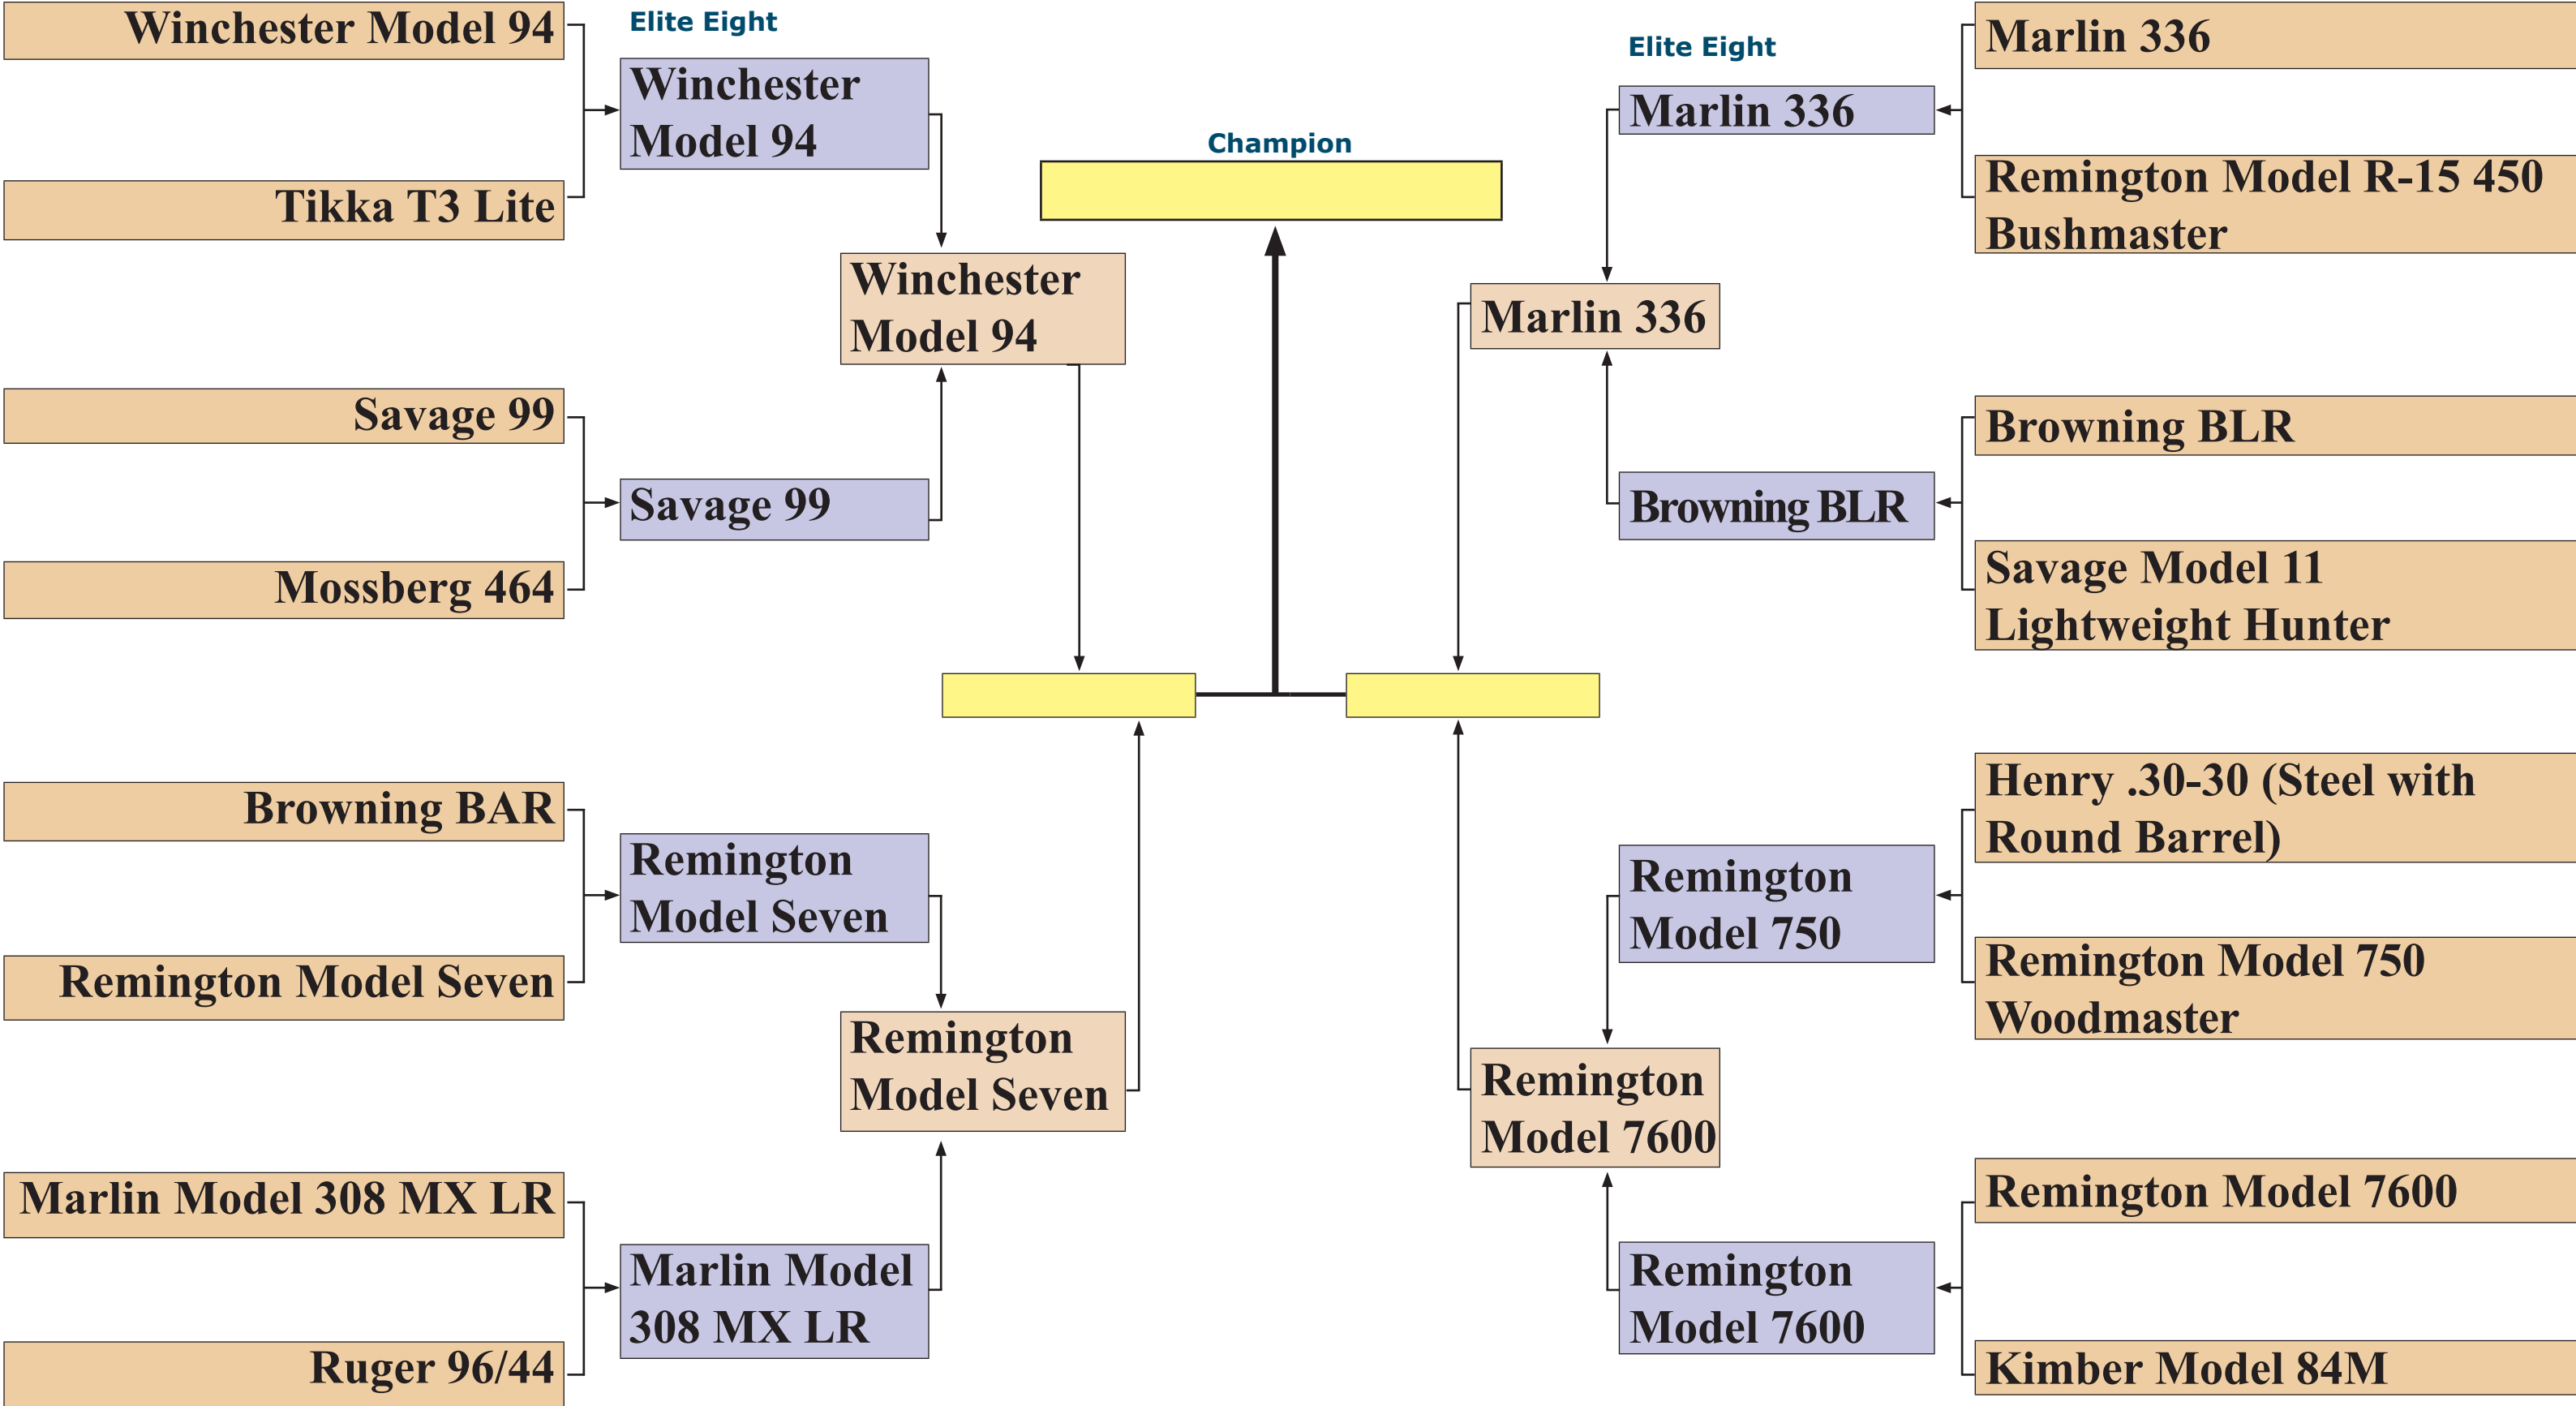 Winchester Model 94
Tikka T3 Lite
Savage 99
Mossberg 464
Browning BAR
Remington Model Seven
Marlin Model 308 MX LR
Ruger 96/44
Elite Eight
Winchester
Model 94
Savage 99
Remington
Model Seven
Marlin Model
308 MX LR
Winchester
Model 94
Remington
Model Seven
Champion
Marlin 336
Remington
Model 7600
Elite Eight
Marlin 336
Browning BLR
Remington
Model 750
Remington
Model 7600
Marlin 336
Remington Model R-15 450
Bushmaster
Browning BLR
Savage Model 11
Lightweight Hunter
Henry .30-30 (Steel with
Round Barrel)
Remington Model 750
Woodmaster
Remington Model 7600
Kimber Model 84M